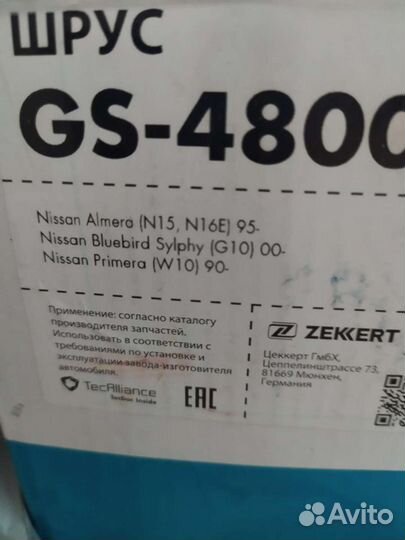 ШРУС
GS-4800
Nissan Almera (N15, N16E) 95-
Nissan Bluebird Sylphy (G10) 00-
Nissan Primera (W10) 90-
Применение: согласно каталогу
производителя запчастей.
Использовать в соответствии с
требованиями по установке и
эксплуатации завода-изготовителя
автомобиля.
ZEKKERT
Цеккерт ГмбХ,
Цеппелинштрассе 73,
81669 Мюнхен,
Германия
TecAlliance
TecDoc Inside
EAC
Avito